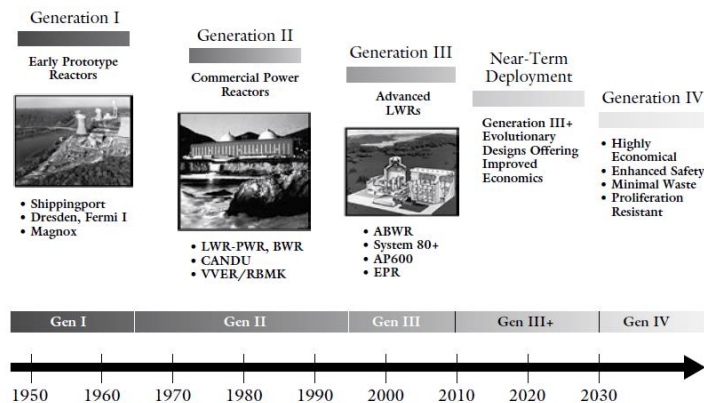 Generation I
Early Prototype
Reactors
• Shippingport
• Dresden, Fermi I
• Magnox
Generation II
Commercial Power
Reactors
• LWR-PWR, BWR
• CANDU
• VVER/RBMK
Generation III
Advanced
LWRs
• ABWR
• System 80+
• AP600
• EPR
Near-Term
Deployment
Generation III+
Evolutionary
Designs Offering
Improved
Economics
Generation IV
• Highly
Economical
• Enhanced Safety
• Minimal Waste
• Proliferation
Resistant
Gen I Gen II Gen III Gen III+ Gen IV
1950 1960 1970 1980 1990 2000 2010 2020 2030